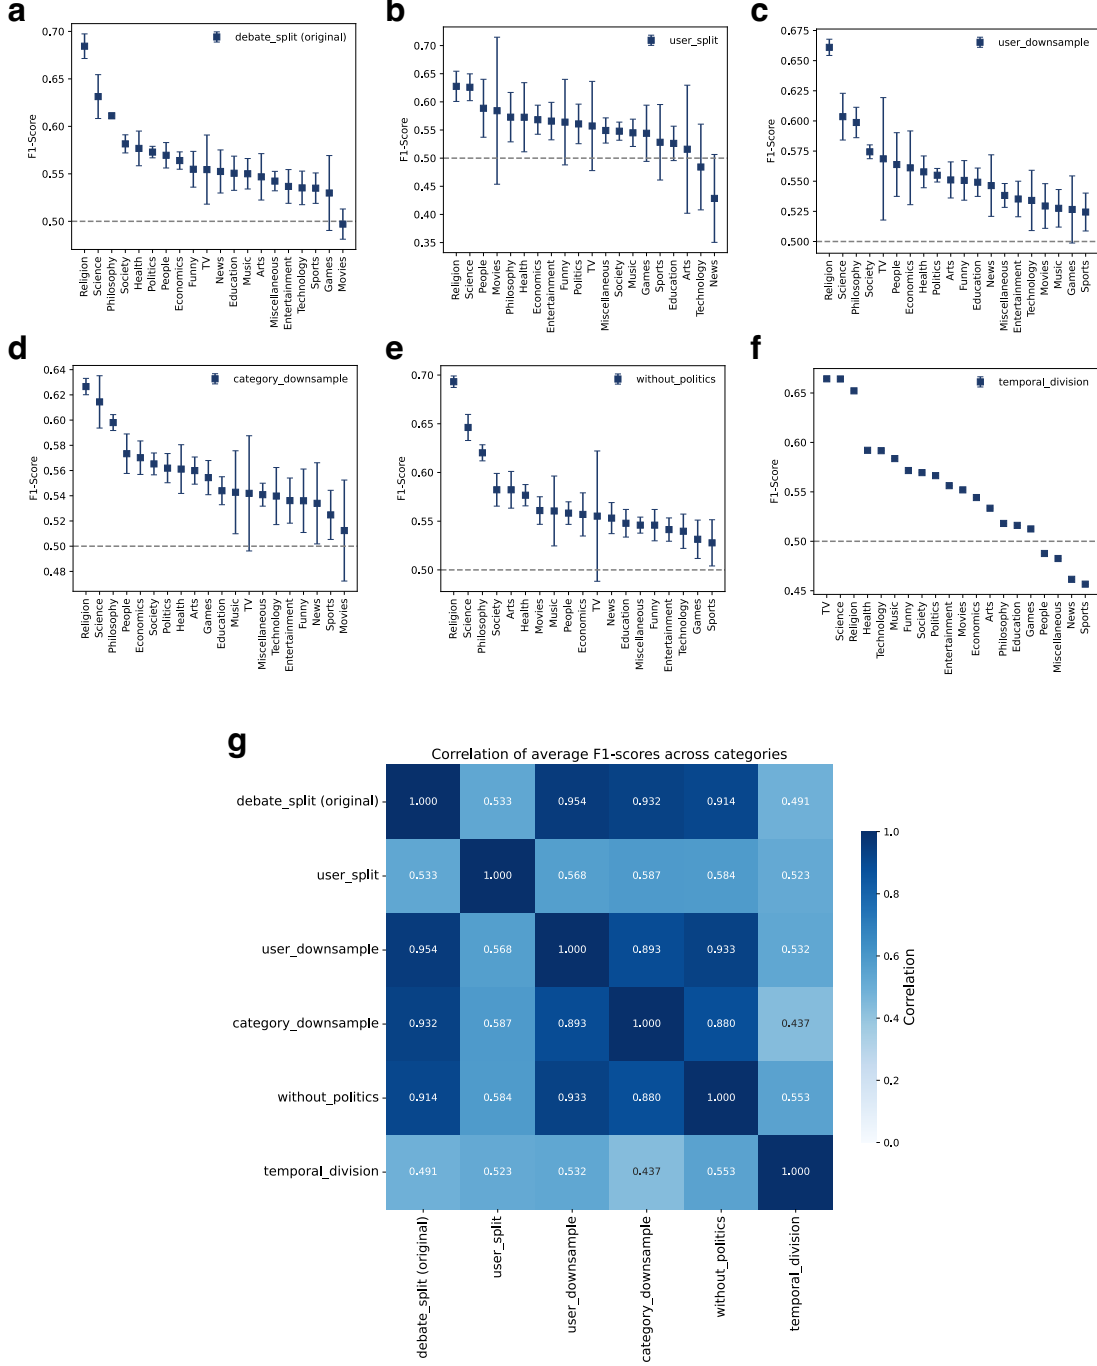 a
debate_split (original)
F1-Score
0.70
0.65
0.60
0.55
0.50
Religion
Science
Philosophy
Society
Health
Politics
People
Economics
Funny
TV
News
Education
Music
Arts
Miscellaneous
Entertainment
Technology
Sports
Games
Movies
b
user_split
F1-Score
0.70
0.65
0.60
0.55
0.50
0.45
0.40
0.35
Religion
Science
People
Movies
Philosophy
Health
Economics
Entertainment
Funny
Politics
TV
Miscellaneous
Society
Music
Games
Sports
Education
Arts
Technology
News
c
user_downsample
F1-Score
0.675
0.650
0.625
0.600
0.575
0.550
0.525
0.500
Religion
Science
Philosophy
Society
TV
People
Economics
Health
Politics
Arts
Funny
Education
News
Miscellaneous
Entertainment
Technology
Movies
Music
Games
Sports
d
category_downsample
F1-Score
0.64
0.62
0.60
0.58
0.56
0.54
0.52
0.50
0.48
Religion
Science
Philosophy
People
Economics
Society
Politics
Health
Arts
Games
Education
Music
TV
Miscellaneous
Technology
Entertainment
Funny
News
Sports
Movies
e
without_politics
F1-Score
0.70
0.65
0.60
0.55
0.50
Religion
Science
Philosophy
Society
Arts
Health
Movies
Music
People
Economics
TV
News
Education
Miscellaneous
Funny
Entertainment
Technology
Games
Sports
f
temporal_division
F1-Score
0.65
0.60
0.55
0.50
0.45
TV
Science
Religion
Health
Technology
Music
Funny
Society
Politics
Entertainment
Movies
Economics
Arts
Philosophy
Education
Games
People
Miscellaneous
News
Sports
g
Correlation of average F1-scores across categories
debate_split (original) 1.000 0.533 0.954 0.932 0.914 0.491
user_split 0.533 1.000 0.568 0.587 0.584 0.523
user_downsample 0.954 0.568 1.000 0.893 0.933 0.532
category_downsample 0.932 0.587 0.893 1.000 0.880 0.437
without_politics 0.914 0.584 0.933 0.880 1.000 0.553
temporal_division 0.491 0.523 0.532 0.437 0.553 1.000
debate_split (original)
user_split
user_downsample
category_downsample
without_politics
temporal_division
1.0
0.8
0.6
0.4
0.2
0.0
Correlation